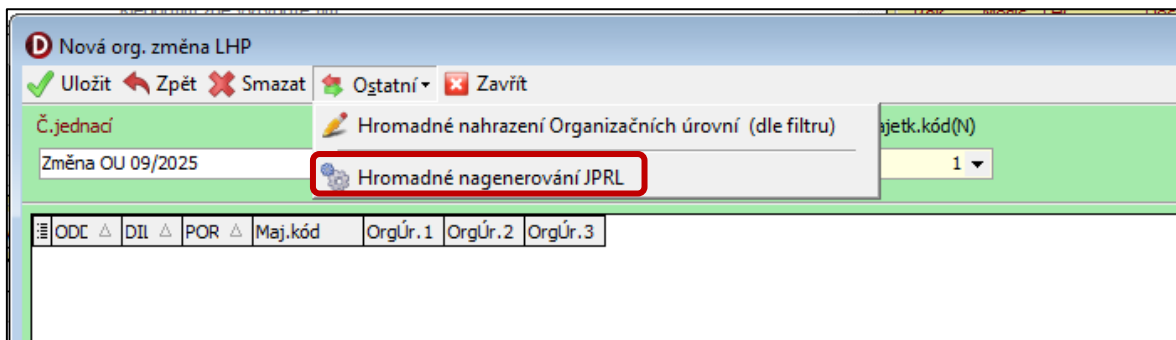 Nová org. změna LHP
Uložit Zpět Smazat Ostatní Zavřít
Č.jednací
Hromadné nahrazení Organizačních úrovní (dle filtru)
ajetk.kód(N)
Změna OU 09/2025
1
Hromadné nagenerování JPRL
ODD DIL POR Maj.kód OrgÚr.1 OrgÚr.2 OrgÚr.3